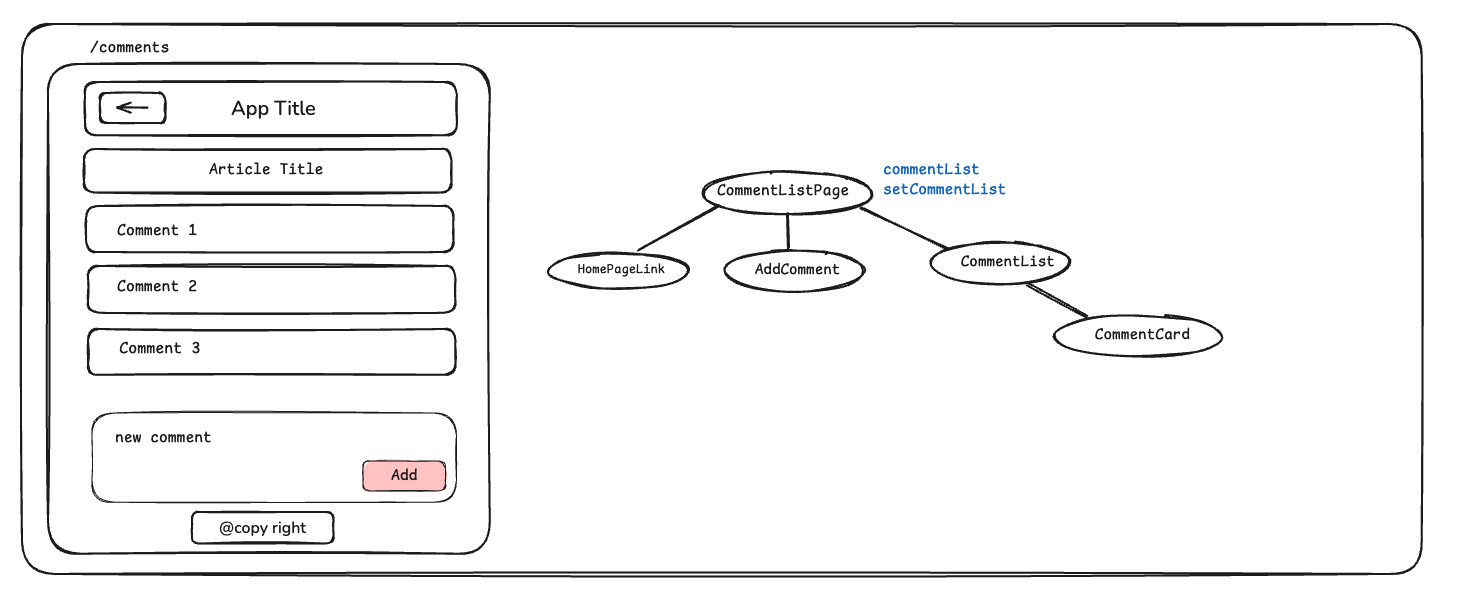 /comments
App Title
Article Title
Comment 1
Comment 2
Comment 3
new comment
Add
@copy right
CommentListPage
commentList
setCommentList
HomePageLink
AddComment
CommentList
CommentCard